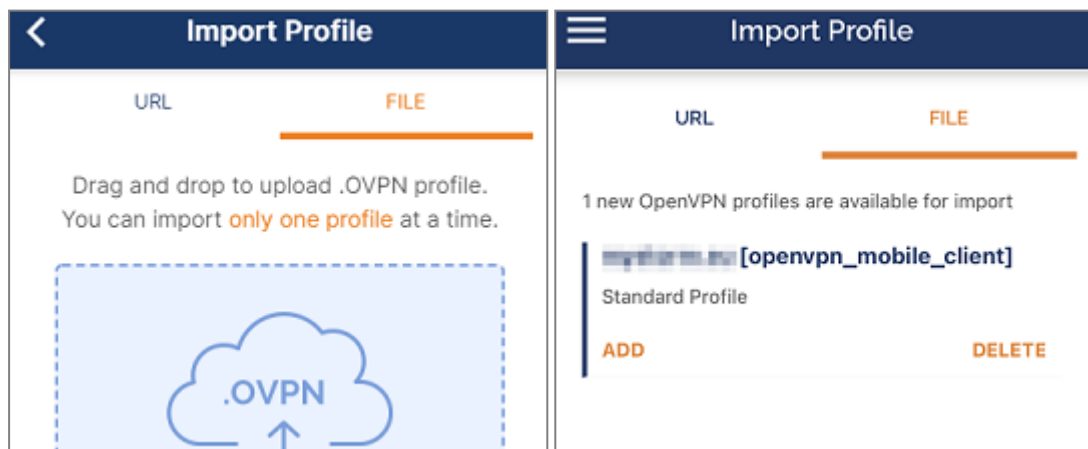 Import Profile
URL
FILE
Drag and drop to upload .OVPN profile.
You can import only one profile at a time.
.OVPN
Import Profile
URL
FILE
1 new OpenVPN profiles are available for import
[openvpn_mobile_client]
Standard Profile
ADD
DELETE